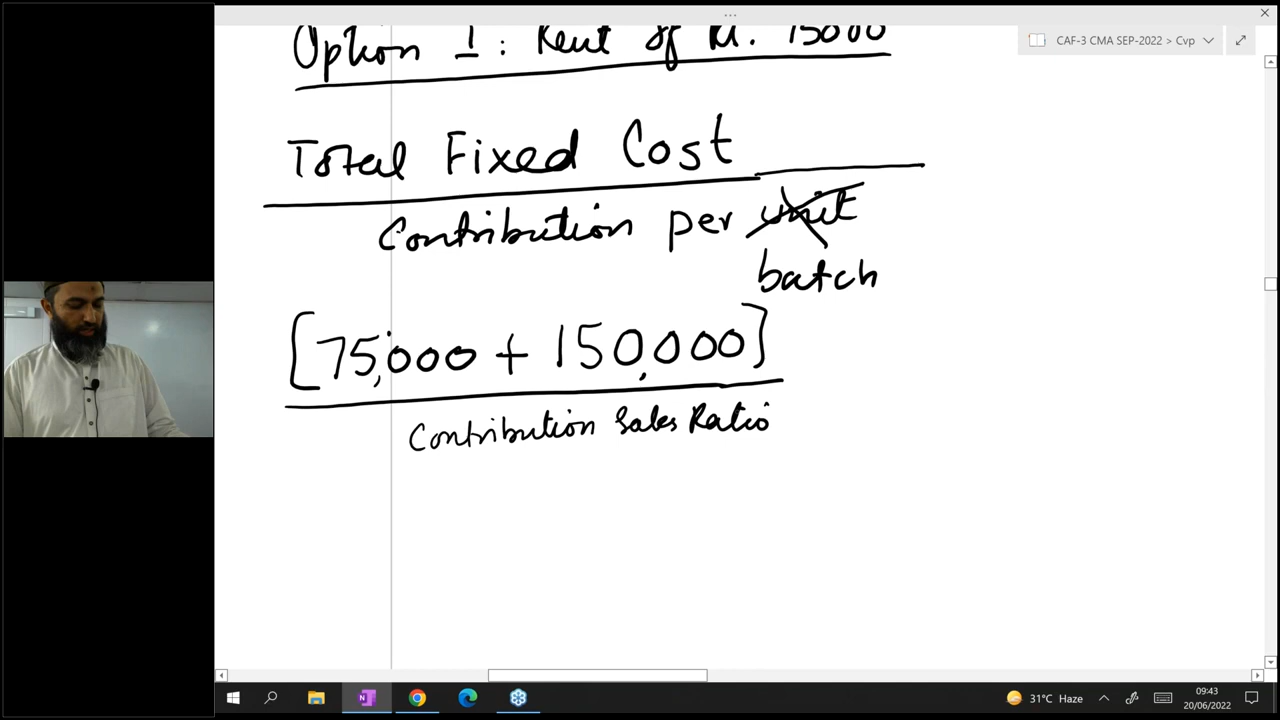 CAF-3 CMA SEP-2022 > Cvp
Option 1: Rent of Rs. 75000
Total Fixed Cost
Contribution per unit
batch
[75,000 + 150,000]
Contribution Sales Ratio
31°C Haze
09:43
20/06/2022